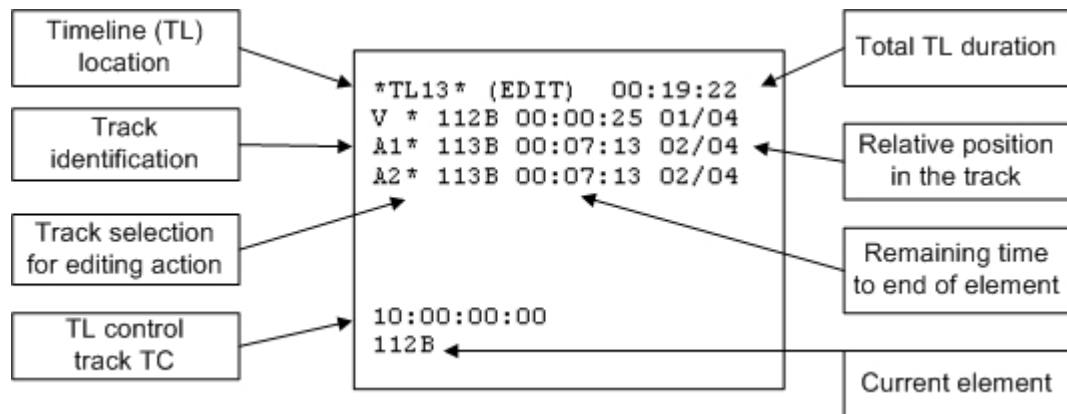 Timeline (TL)
location
Track
identification
Track selection
for editing action
TL control
track TC
*TL13* (EDIT) 00:19:22
V * 112B 00:00:25 01/04
A1* 113B 00:07:13 02/04
A2* 113B 00:07:13 02/04
10:00:00:00
112B
Total TL duration
Relative position
in the track
Remaining time
to end of element
Current element